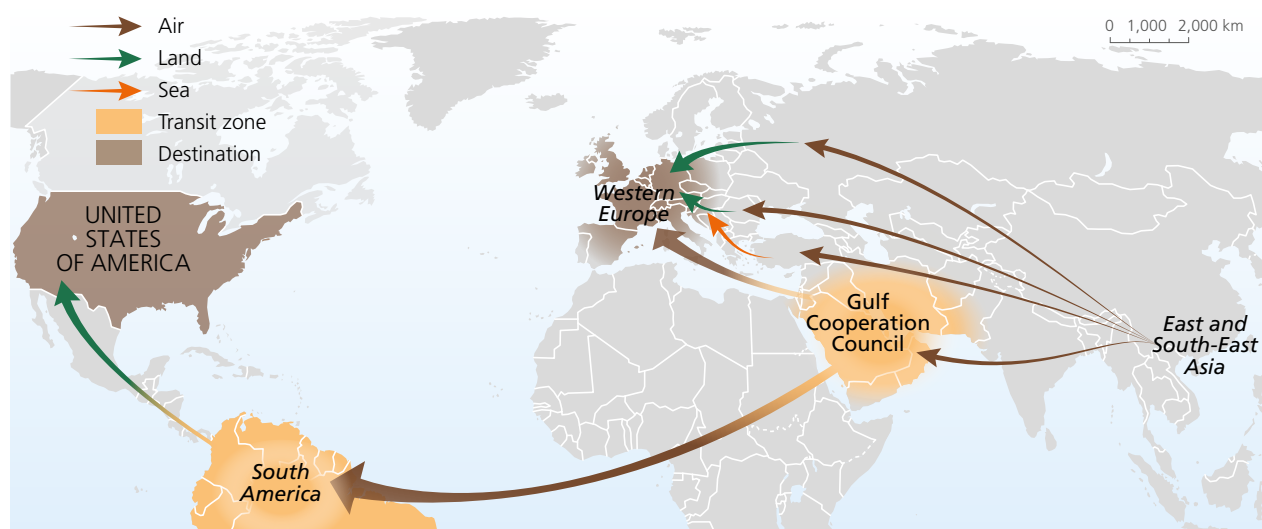 Air
Land
Sea
Transit zone
Destination
0 1,000 2,000 km
UNITED
STATES
OF AMERICA
Western
Europe
Gulf
Cooperation
Council
East and
South-East
Asia
South
America